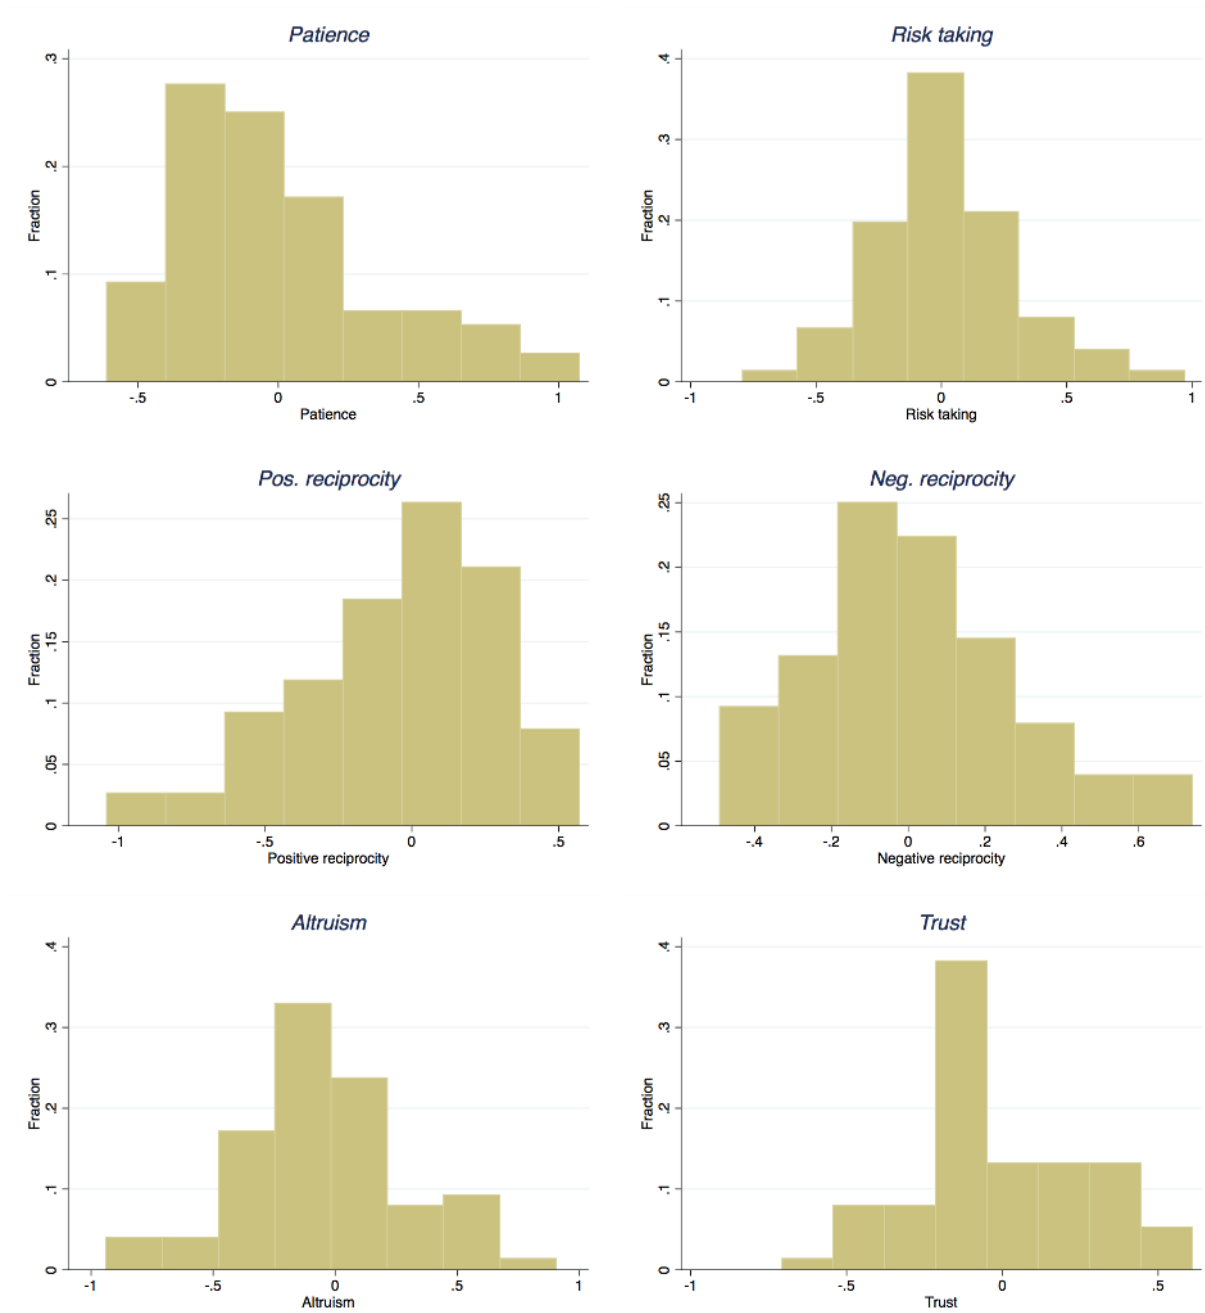 Patience
.3
.2
.1
0
Fraction
-.5 0 .5 1
Patience
Risk taking
.4
.3
.2
.1
0
Fraction
-1 -.5 0 .5 1
Risk taking
Pos. reciprocity
.25
.2
.15
.1
.05
0
Fraction
-1 -.5 0 .5
Positive reciprocity
Neg. reciprocity
.25
.2
.15
.1
.05
0
Fraction
-.4 -.2 0 .2 .4 .6
Negative reciprocity
Altruism
.4
.3
.2
.1
0
Fraction
-1 -.5 0 .5 1
Altruism
Trust
.4
.3
.2
.1
0
Fraction
-1 -.5 0 .5
Trust